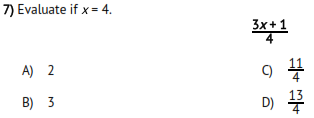 7) Evaluate if x = 4.
3x + 1
4
A) 2
C) 11/4
B) 3
D) 13/4